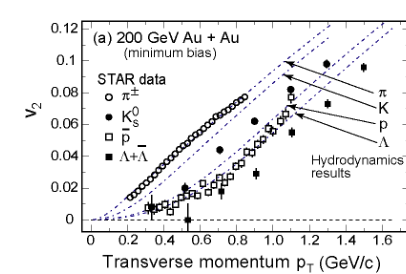 0.12
(a) 200 GeV Au + Au
(minimum bias)
0.1
STAR data
π±
K⁰s
p̄
Λ+Λ̄
π
K
p
Λ
Hydrodynamics
results
0.08
0.06
0.04
0.02
0
v₂
0 0.2 0.4 0.6 0.8 1.0 1.2 1.4 1.6
Transverse momentum p_T (GeV/c)